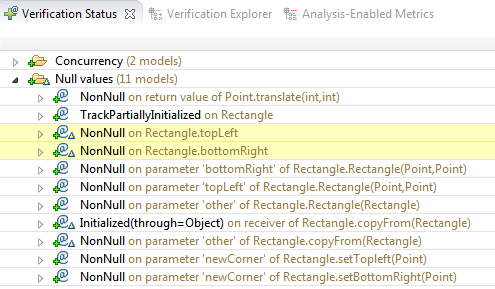 Verification Status Verification Explorer Analysis-Enabled Metrics
Concurrency (2 models)
Null values (11 models)
NonNull on return value of Point.translate(int,int)
TrackPartiallyInitialized on Rectangle
NonNull on Rectangle.topLeft
NonNull on Rectangle.bottomRight
NonNull on parameter 'bottomRight' of Rectangle.Rectangle(Point,Point)
NonNull on parameter 'topLeft' of Rectangle.Rectangle(Point,Point)
NonNull on parameter 'other' of Rectangle.Rectangle(Rectangle)
Initialized(through=Object) on receiver of Rectangle.copyFrom(Rectangle)
NonNull on parameter 'other' of Rectangle.copyFrom(Rectangle)
NonNull on parameter 'newCorner' of Rectangle.setTopleft(Point)
NonNull on parameter 'newCorner' of Rectangle.setBottomRight(Point)